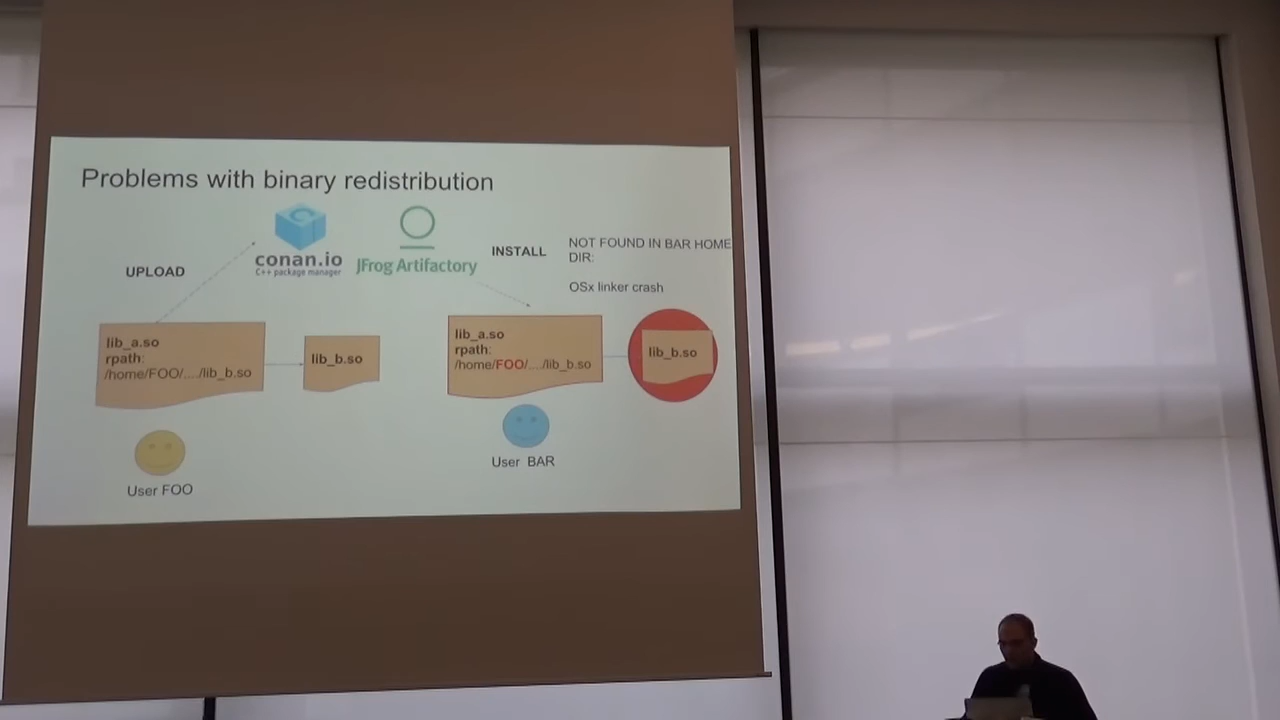 Problems with binary redistribution
conan.io
C++ package manager
JFrog Artifactory
UPLOAD
INSTALL
NOT FOUND IN BAR HOME
DIR:
OSx linker crash
lib_a.so
rpath:
/home/FOO/..../lib_b.so
lib_b.so
lib_a.so
rpath:
/home/FOO/..../lib_b.so
lib_b.so
User FOO
User BAR